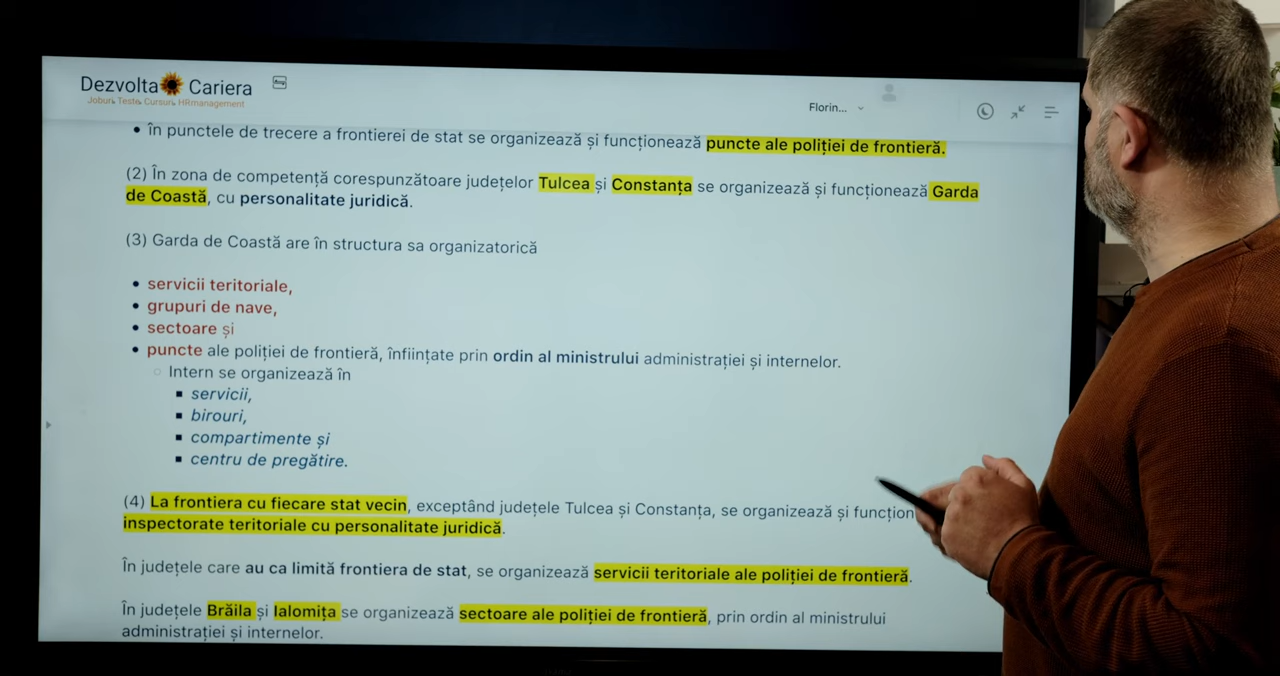 Dezvolta Cariera
Joburi, Teste, Cursuri, HRmanagement
Florin...
• în punctele de trecere a frontierei de stat se organizează și funcționează puncte ale poliției de frontieră.
(2) În zona de competență corespunzătoare județelor Tulcea și Constanța se organizează și funcționează Garda
de Coastă, cu personalitate juridică.
(3) Garda de Coastă are în structura sa organizatorică
• servicii teritoriale,
• grupuri de nave,
• sectoare și
• puncte ale poliției de frontieră, înființate prin ordin al ministrului administrației și internelor.
○ Intern se organizează în
▪ servicii,
▪ birouri,
▪ compartimente și
▪ centru de pregătire.
(4) La frontiera cu fiecare stat vecin, exceptând județele Tulcea și Constanța, se organizează și funcțion
inspectorate teritoriale cu personalitate juridică.
În județele care au ca limită frontiera de stat, se organizează servicii teritoriale ale poliției de frontieră.
În județele Brăila și Ialomița se organizează sectoare ale poliției de frontieră, prin ordin al ministrului
administrației și internelor.